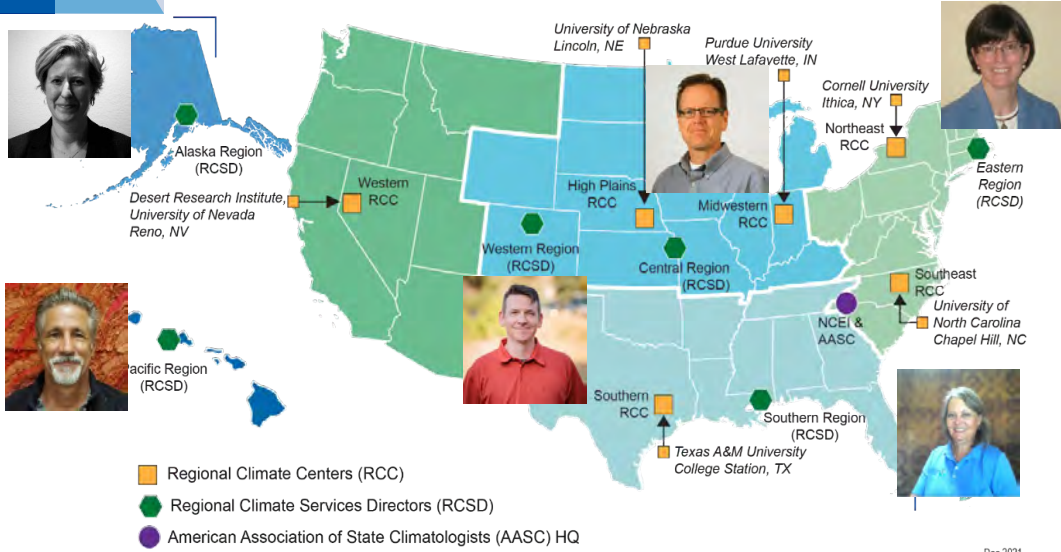 University of Nebraska
Lincoln, NE
Purdue University
West Lafayette, IN
Cornell University
Ithica, NY
Northeast
RCC
Alaska Region
(RCSD)
Eastern
Region
(RCSD)
Desert Research Institute,
University of Nevada
Reno, NV
Western
RCC
High Plains
RCC
Midwestern
RCC
Western Region
(RCSD)
Central Region
(RCSD)
Southeast
RCC
University of
North Carolina
Chapel Hill, NC
NCEI &
AASC
acific Region
(RCSD)
Southern
RCC
Southern Region
(RCSD)
Texas A&M University
College Station, TX
Regional Climate Centers (RCC)
Regional Climate Services Directors (RCSD)
American Association of State Climatologists (AASC) HQ